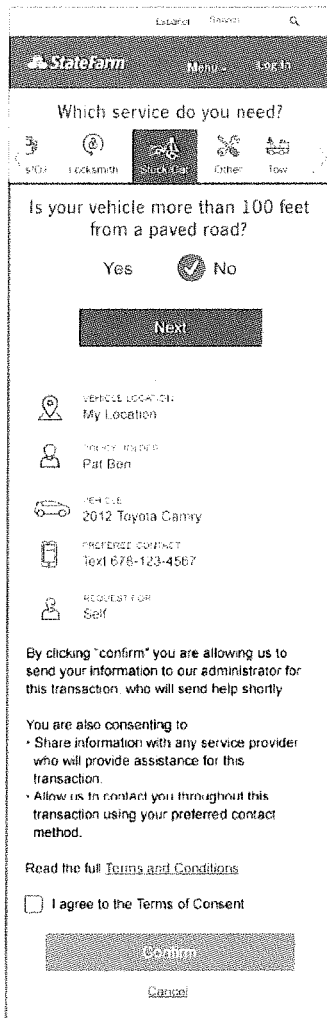 Español Search
StateFarm Menu Log In
Which service do you need?
Locksmith Stuck Car Other Tow
Is your vehicle more than 100 feet
from a paved road?
Yes No
Next
VEHICLE LOCATION
My Location
POLICY HOLDER
Pat Ben
VEHICLE
2012 Toyota Camry
PREFERRED CONTACT
Text 678-123-4567
REQUEST FOR
Self
By clicking "confirm" you are allowing us to
send your information to our administrator for
this transaction, who will send help shortly
You are also consenting to
• Share information with any service provider
who will provide assistance for this
transaction.
• Allow us to contact you throughout this
transaction using your preferred contact
method.
Read the full Terms and Conditions
I agree to the Terms of Consent
Confirm
Cancel